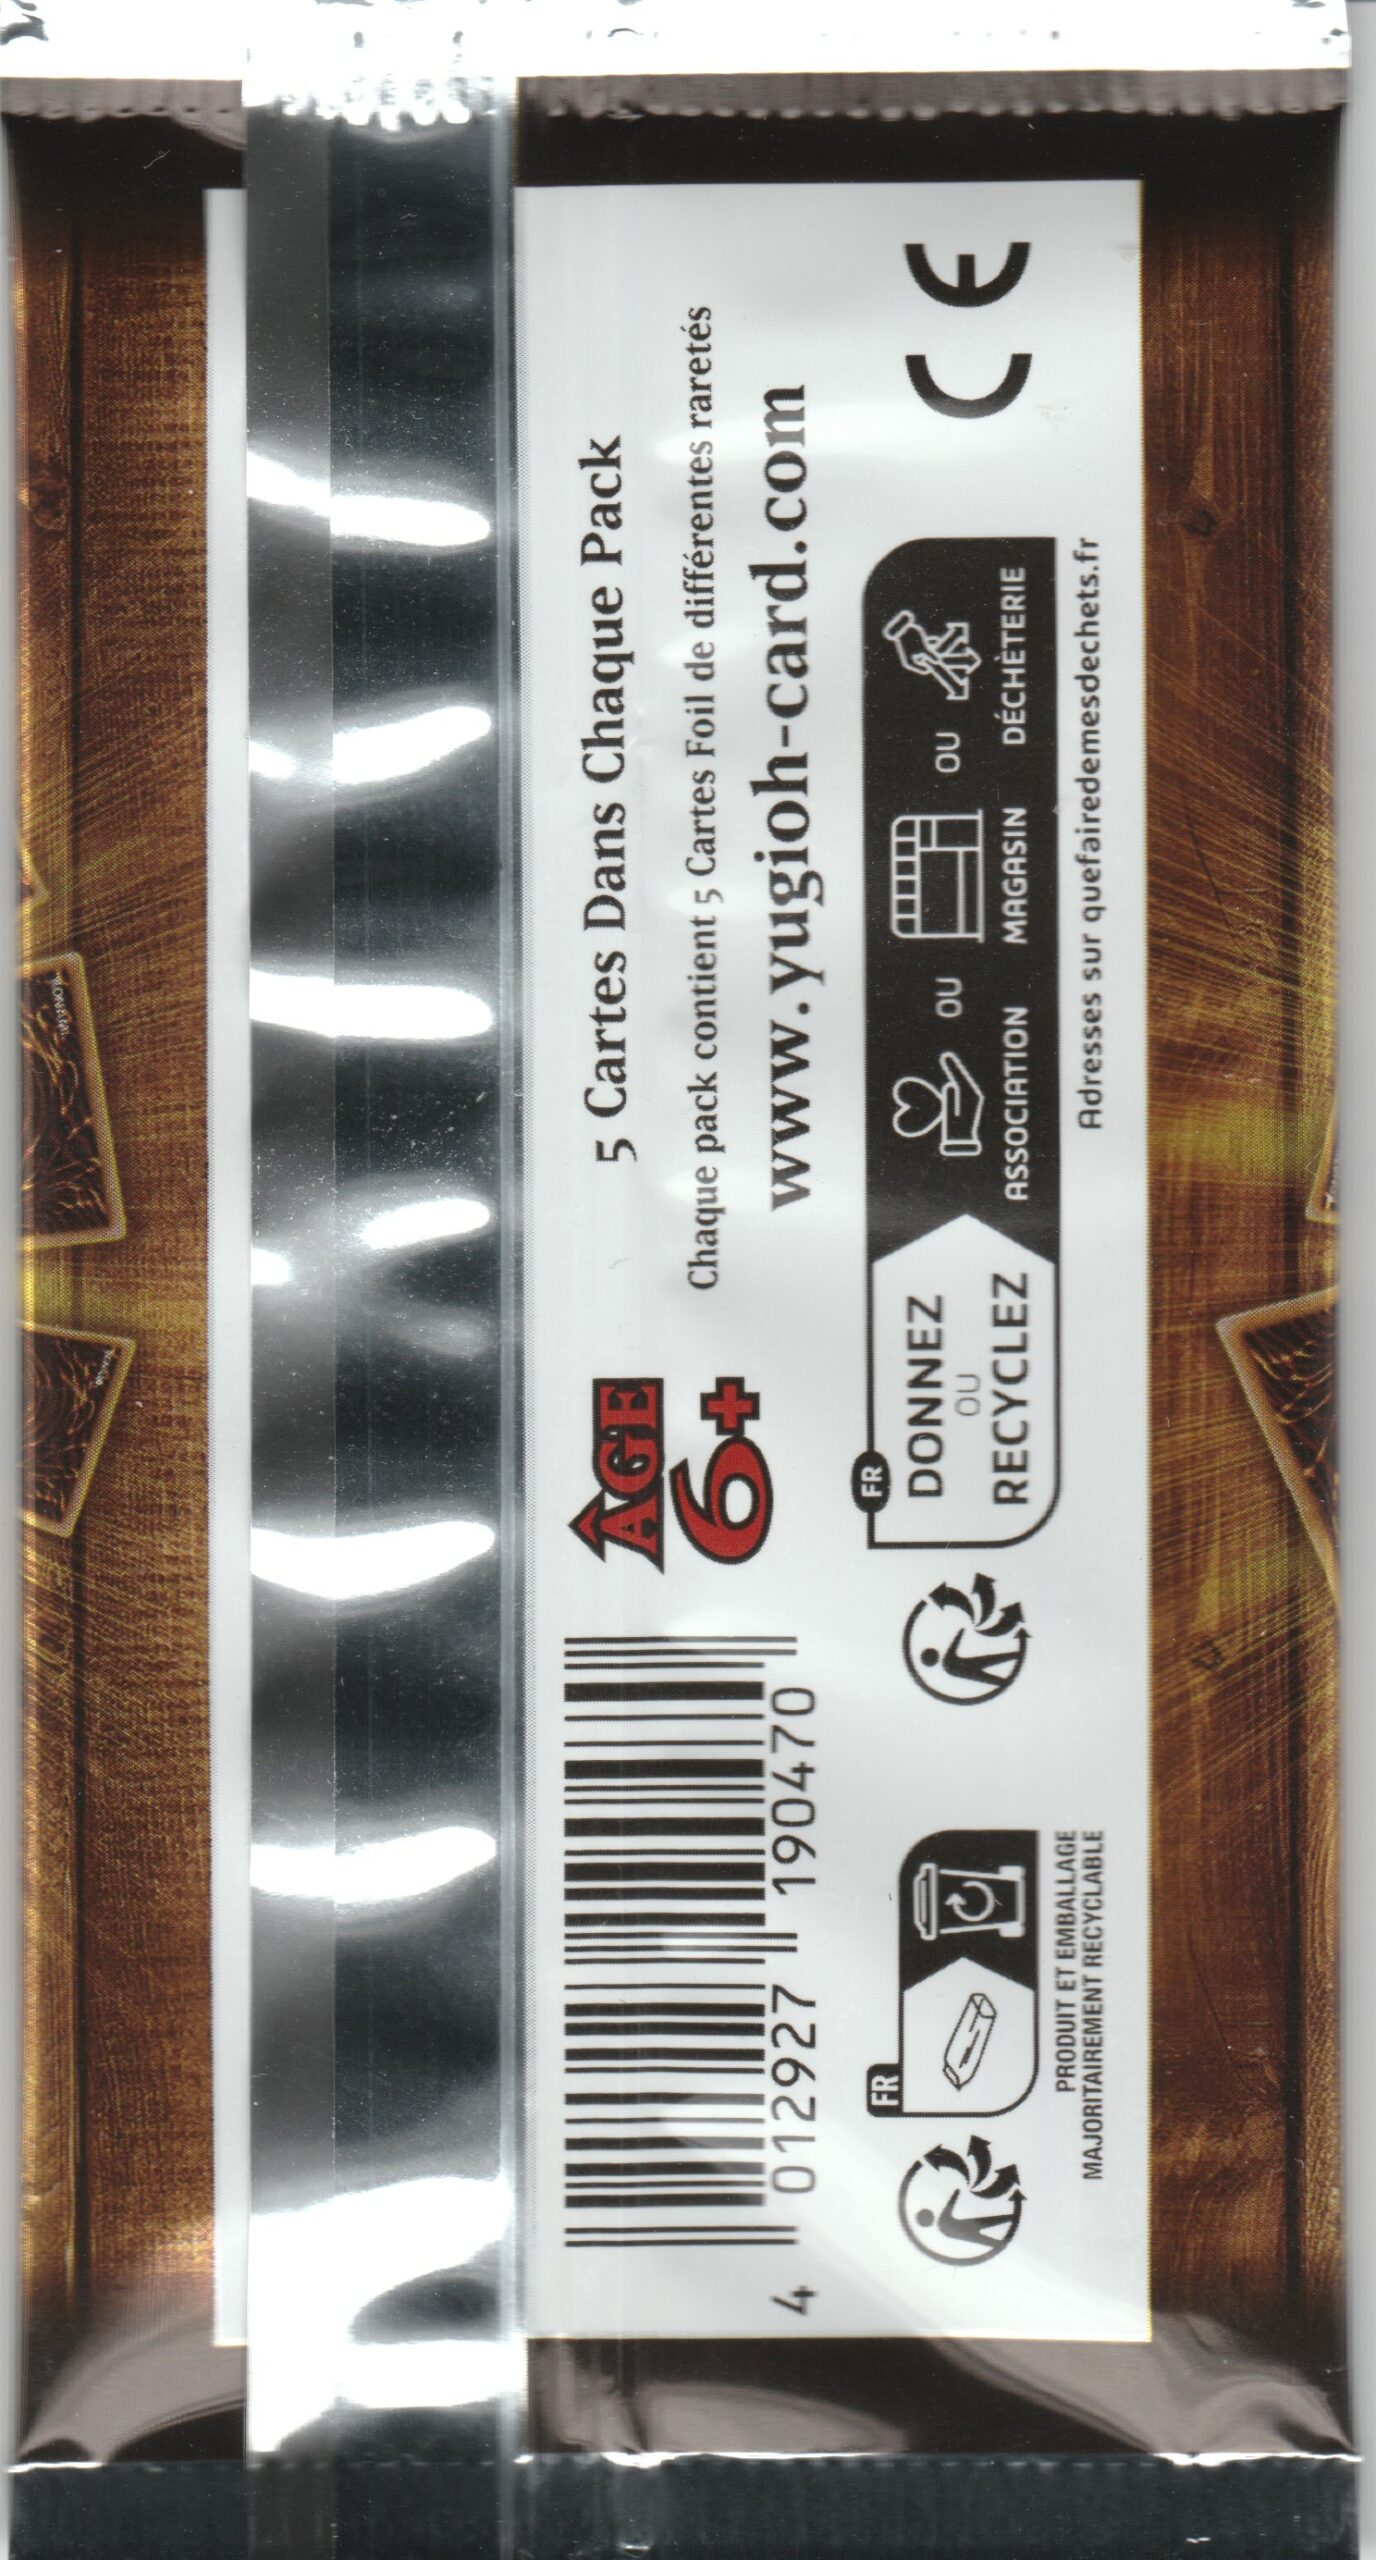 5 Cartes Dans Chaque Pack
Chaque pack contient 5 Cartes Foil de différentes raretés
www.yugioh-card.com
ÂGE
6+
4 012927 190470
FR
DONNEZ
OU
RECYCLEZ
ASSOCIATION OU MAGASIN OU DÉCHÈTERIE
Adresses sur quefairedemesdechets.fr
CE
FR
PRODUIT ET EMBALLAGE
MAJORITAIREMENT RECYCLABLE
KONAMI